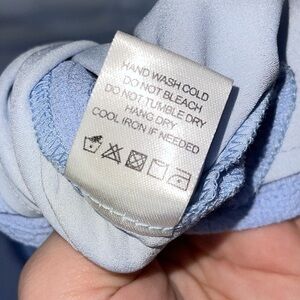 HAND WASH COLD
DO NOT BLEACH
DO NOT TUMBLE DRY
HANG DRY
COOL IRON IF NEEDED